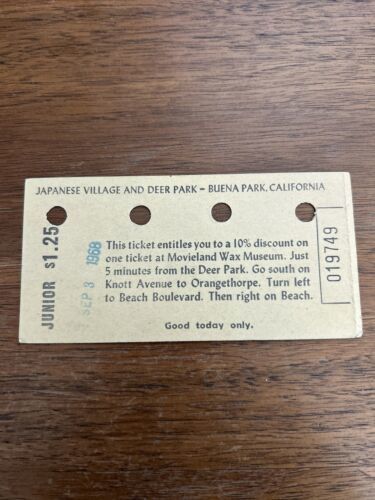 JAPANESE VILLAGE AND DEER PARK – BUENA PARK, CALIFORNIA
JUNIOR $1.25
SEP 3 1968
This ticket entitles you to a 10% discount on
one ticket at Movieland Wax Museum. Just
5 minutes from the Deer Park. Go south on
Knott Avenue to Orangethorpe. Turn left
to Beach Boulevard. Then right on Beach.
Good today only.
019749